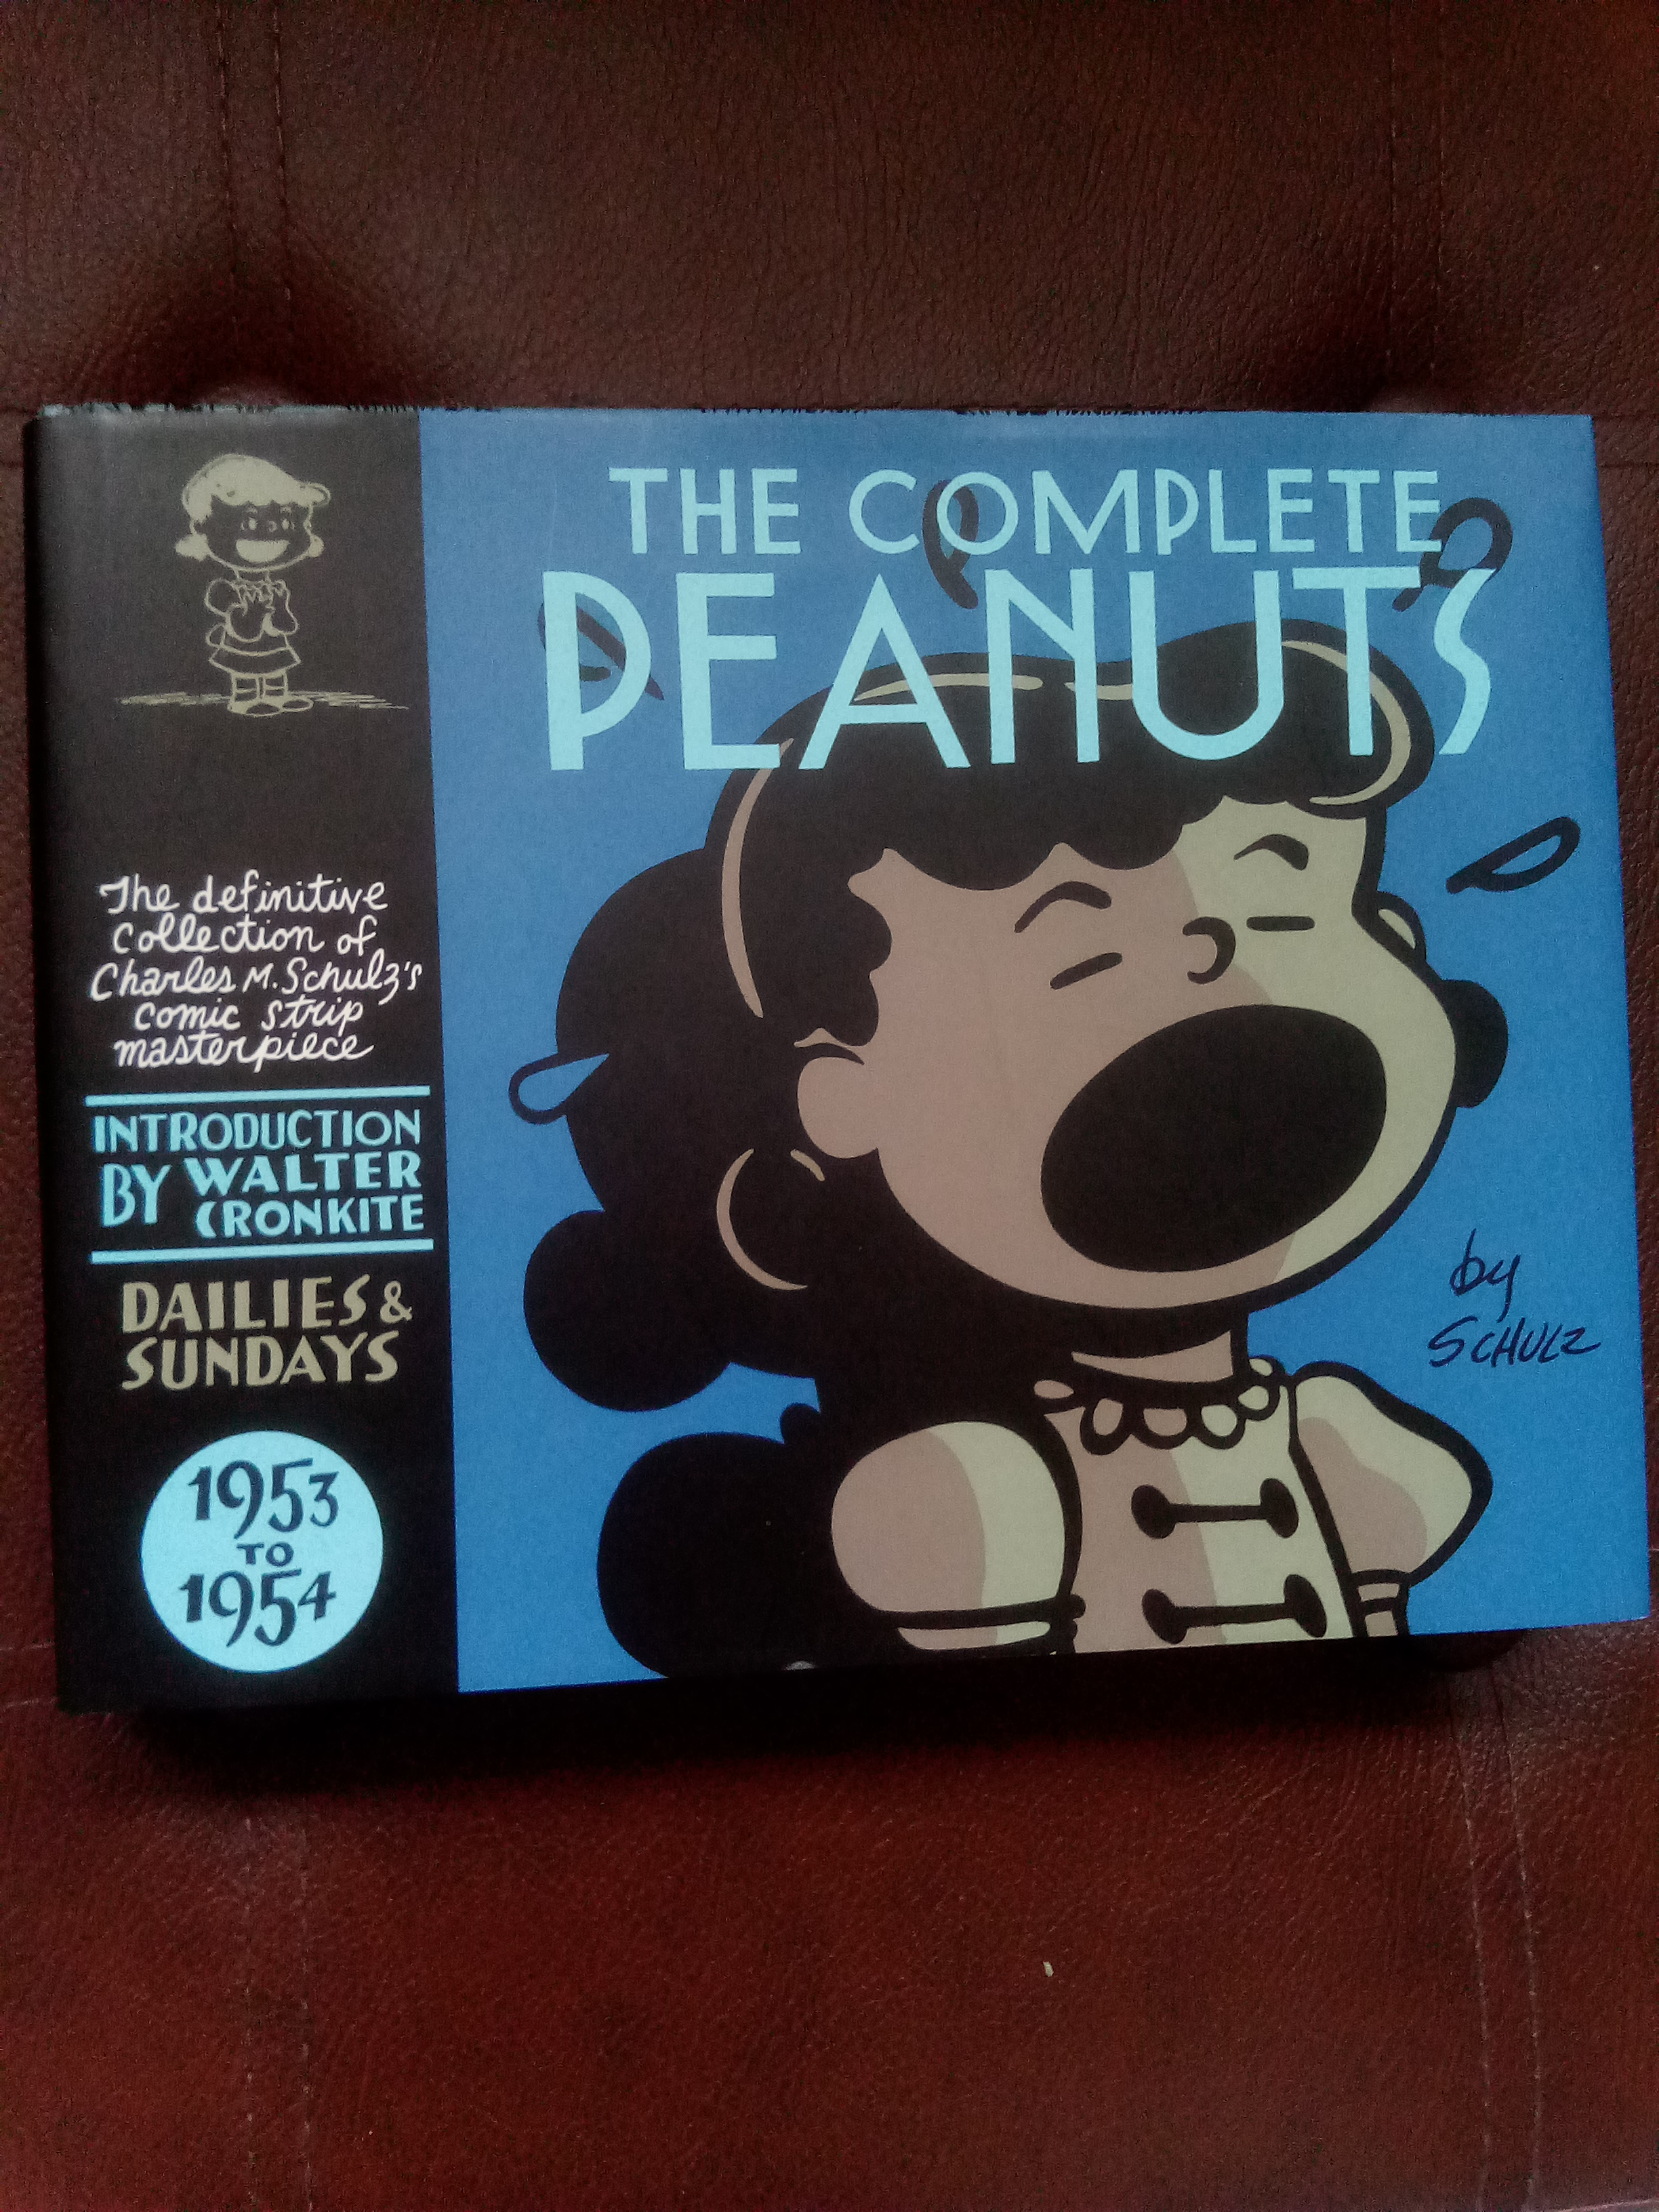 The definitive
collection of
Charles M. Schulz's
comic strip
masterpiece
INTRODUCTION
BY WALTER
CRONKITE
DAILIES &
SUNDAYS
1953
TO
1954
THE COMPLETE
PEANUTS
by
SCHULZ